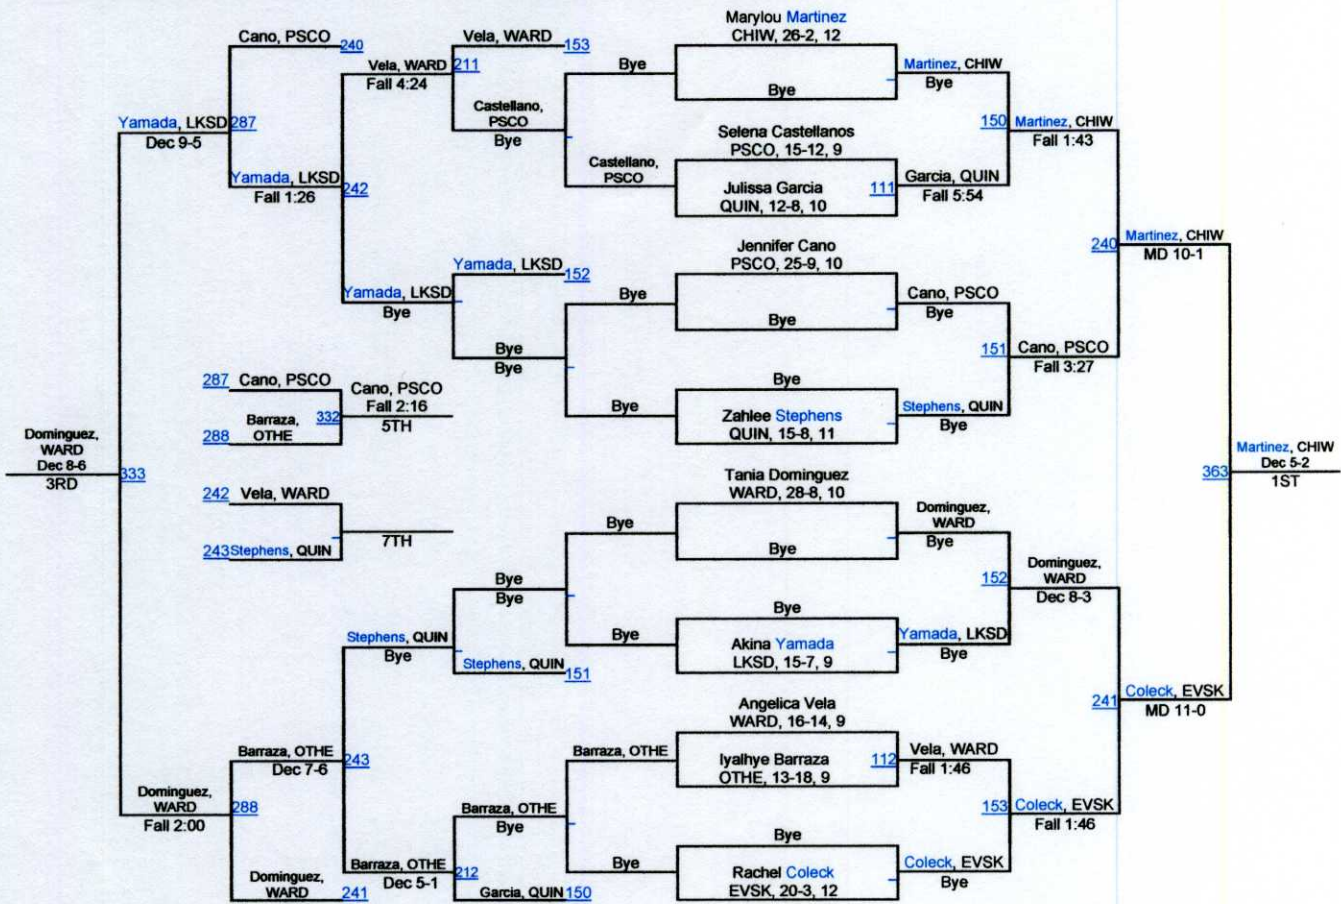 Marylou Martinez
CHIW, 26-2, 12
Bye
Selena Castellanos
PSCO, 15-12, 9
Julissa Garcia
QUIN, 12-8, 10
111
Jennifer Cano
PSCO, 25-9, 10
Bye
Bye
Zahlee Stephens
QUIN, 15-8, 11
Tania Dominguez
WARD, 28-8, 10
Bye
Bye
Akina Yamada
LKSD, 15-7, 9
Angelica Vela
WARD, 16-14, 9
Iyalhye Barraza
OTHE, 13-18, 9
112
Bye
Rachel Coleck
EVSK, 20-3, 12
Martinez, CHIW
Bye
150
Garcia, QUIN
Fall 5:54
Cano, PSCO
Bye
151
Stephens, QUIN
Bye
Dominguez,
WARD
Bye
152
Yamada, LKSD
Bye
Vela, WARD
Fall 1:46
153
Coleck, EVSK
Bye
Martinez, CHIW
Fall 1:43
240
Cano, PSCO
Fall 3:27
Dominguez,
WARD
Dec 8-3
241
Coleck, EVSK
Fall 1:46
Martinez, CHIW
MD 10-1
363
Coleck, EVSK
MD 11-0
Martinez, CHIW
Dec 5-2
1ST
Bye
Castellano,
PSCO
Bye
Bye
Bye
Bye
Barraza, OTHE
Bye
Vela, WARD 153
211
Castellano,
PSCO
Bye
Yamada, LKSD 152
Bye
Bye
Bye
Bye
Stephens, QUIN 151
Barraza, OTHE
Bye
212
Garcia, QUIN 150
Vela, WARD
Fall 4:24
242
Yamada, LKSD
Bye
Stephens, QUIN
Bye
243
Barraza, OTHE
Dec 5-1
Cano, PSCO 240
287
Yamada, LKSD
Fall 1:26
Barraza, OTHE
Dec 7-6
288
Dominguez,
WARD 241
Yamada, LKSD
Dec 9-5
333
Dominguez,
WARD
Fall 2:00
Dominguez,
WARD
Dec 8-6
3RD
287 Cano, PSCO
Barraza,
288 OTHE
332
Cano, PSCO
Fall 2:16
5TH
242 Vela, WARD
243 Stephens, QUIN
7TH